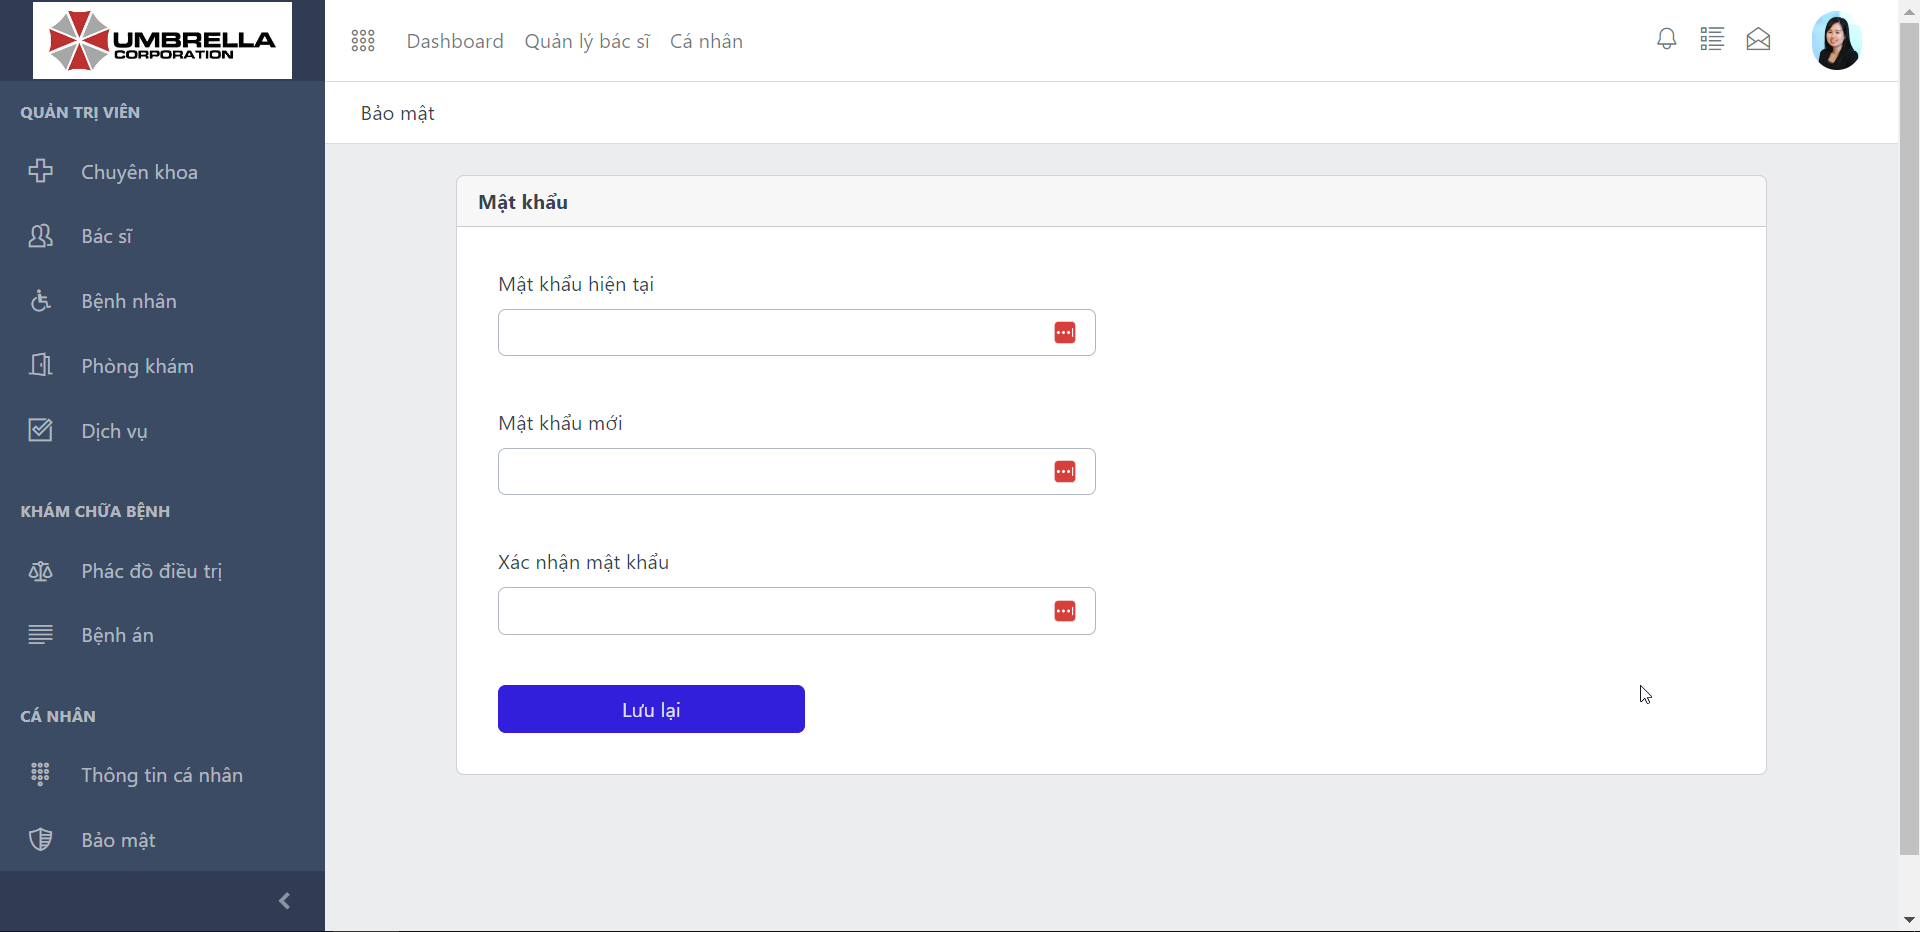 UMBRELLA
CORPORATION
Dashboard Quản lý bác sĩ Cá nhân
Bảo mật
QUẢN TRỊ VIÊN
Chuyên khoa
Bác sĩ
Bệnh nhân
Phòng khám
Dịch vụ
KHÁM CHỮA BỆNH
Phác đồ điều trị
Bệnh án
CÁ NHÂN
Thông tin cá nhân
Bảo mật
Mật khẩu
Mật khẩu hiện tại
Mật khẩu mới
Xác nhận mật khẩu
Lưu lại